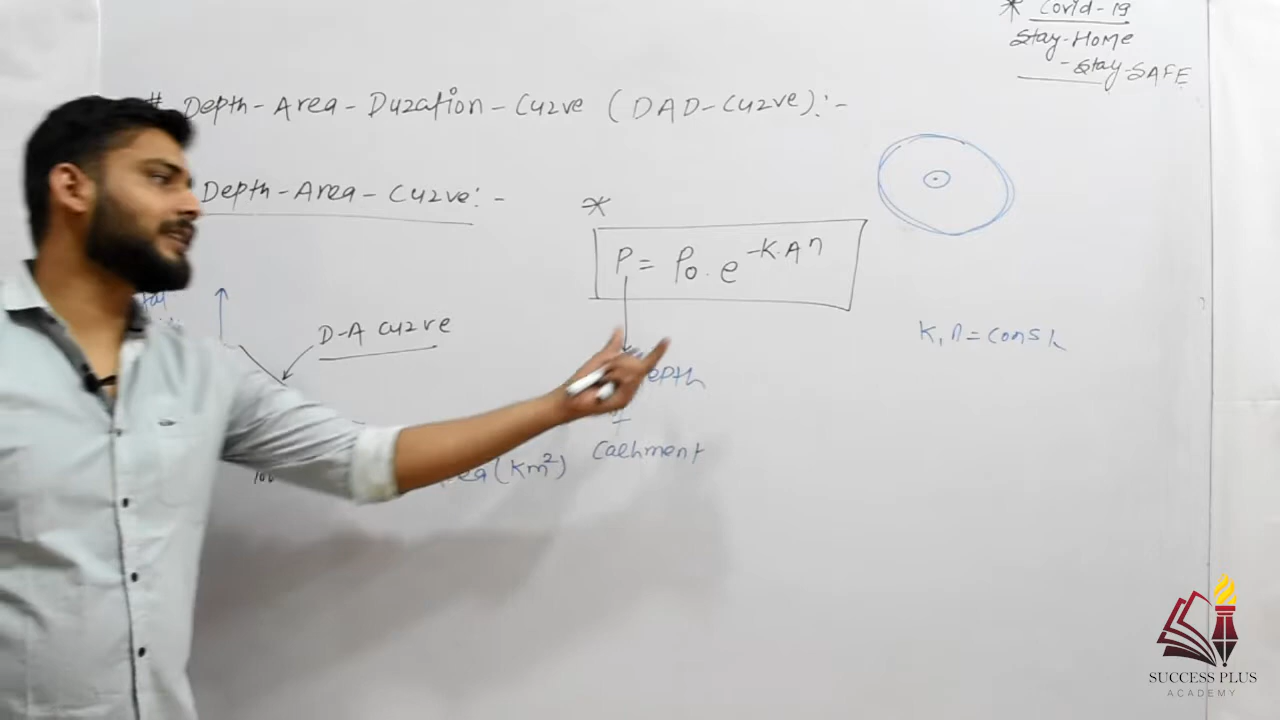 * Covid-19
Stay-Home
-Stay-SAFE
# Depth-Area-Duration-Curve (DAD-Curve):-
Depth-Area-Curve:-
*
P = P0.e^-K.A^n
D-A curve
K,n = const
Catchment
(Km²)
SUCCESS PLUS
ACADEMY